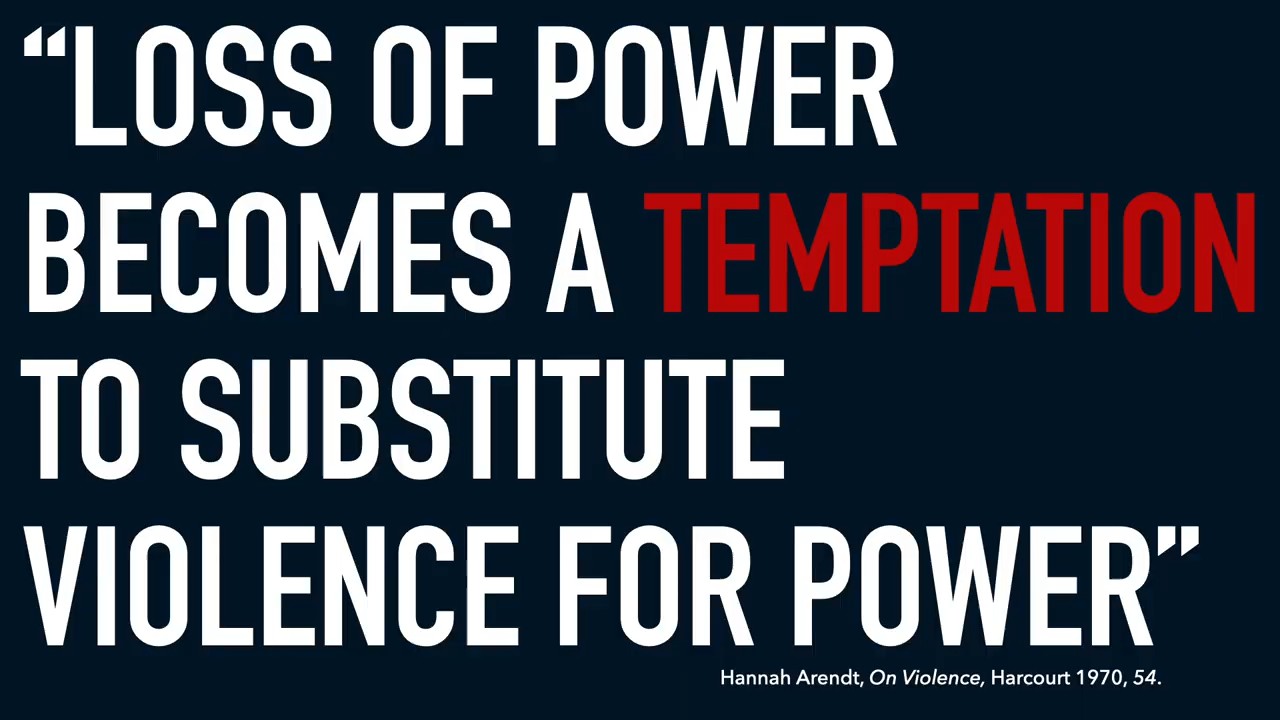 “LOSS OF POWER
BECOMES A TEMPTATION
TO SUBSTITUTE
VIOLENCE FOR POWER”
Hannah Arendt, On Violence, Harcourt 1970, 54.